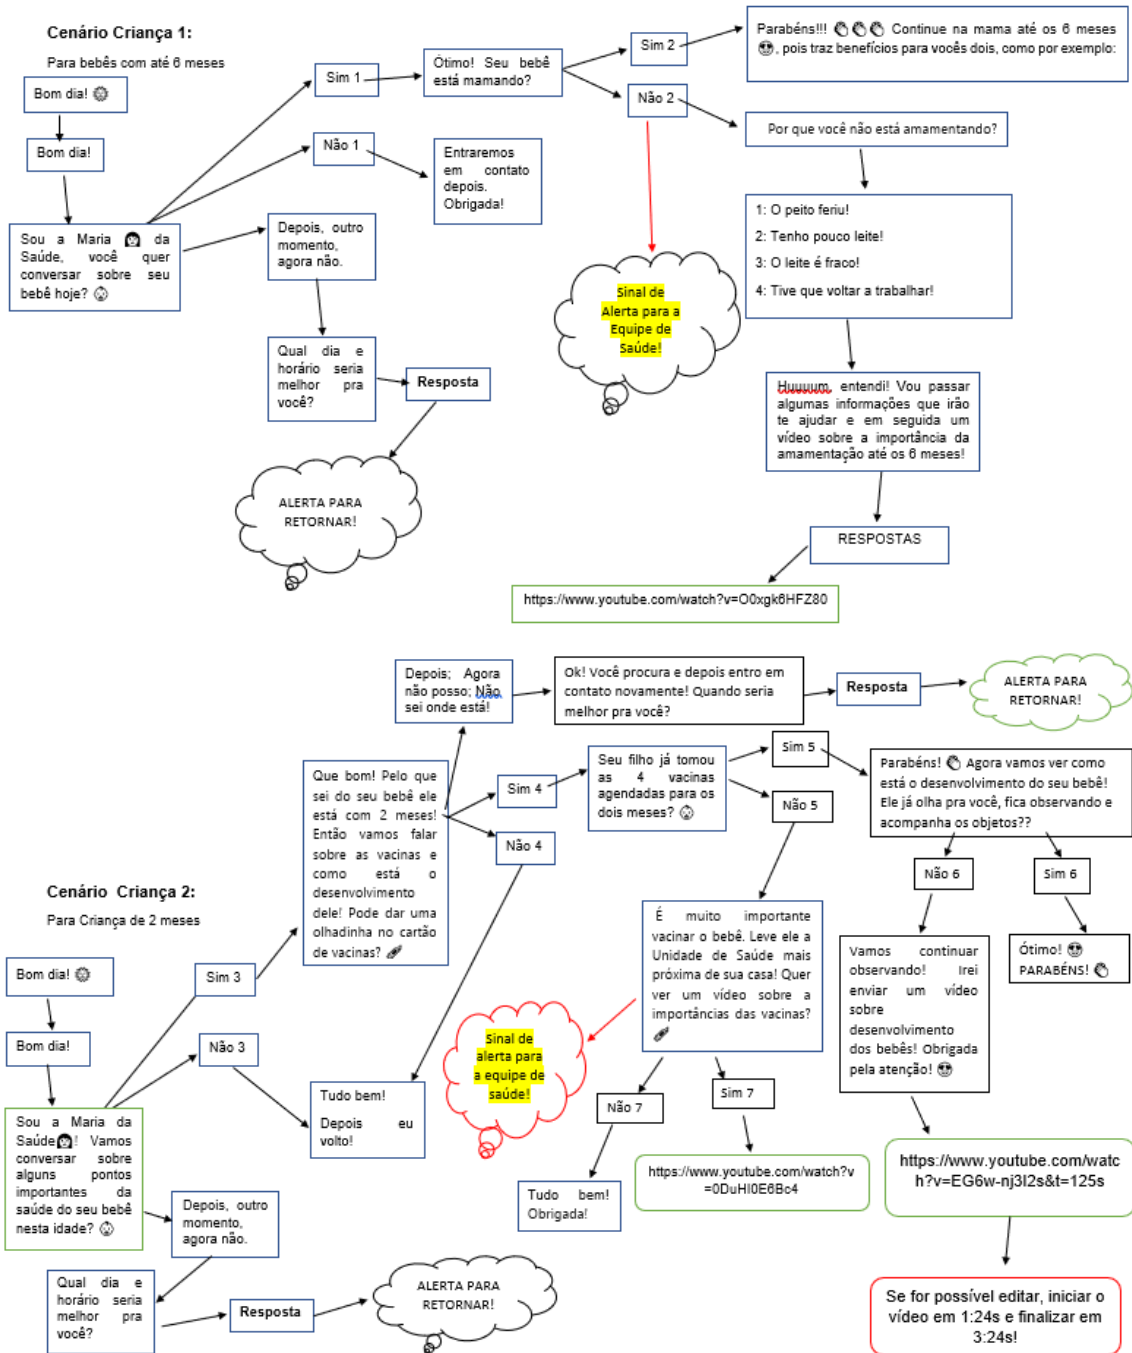 Cenário Criança 1:
Para bebês com até 6 meses
Bom dia! 🌞
Bom dia!
Sou a Maria 👩 da
Saúde, você quer
conversar sobre seu
bebê hoje? 👶
Sim 1
Não 1
Depois, outro
momento,
agora não.
Qual dia e
horário seria
melhor pra
você?
Resposta
ALERTA PARA
RETORNAR!
Entraremos
em contato
depois.
Obrigada!
Ótimo! Seu bebê
está mamando?
Sim 2
Não 2
Parabéns!!! 👏👏👏 Continue na mama até os 6 meses
😎, pois traz benefícios para vocês dois, como por exemplo:
Por que você não está amamentando?
Sinal de
Alerta para a
Equipe de
Saúde!
1: O peito feriu!
2: Tenho pouco leite!
3: O leite é fraco!
4: Tive que voltar a trabalhar!
Huuuum, entendi! Vou passar
algumas informações que irão
te ajudar e em seguida um
vídeo sobre a importância da
amamentação até os 6 meses!
RESPOSTAS
https://www.youtube.com/watch?v=O0xgk6HFZ80
Cenário Criança 2:
Para Criança de 2 meses
Bom dia! 🌞
Bom dia!
Sou a Maria da
Saúde👩! Vamos
conversar sobre
alguns pontos
importantes da
saúde do seu bebê
nesta idade? 👶
Sim 3
Não 3
Depois, outro
momento,
agora não.
Qual dia e
horário seria
melhor pra
você?
Resposta
ALERTA PARA
RETORNAR!
Tudo bem!
Depois eu
volto!
Que bom! Pelo que
sei do seu bebê ele
está com 2 meses!
Então vamos falar
sobre as vacinas e
como está o
desenvolvimento
dele! Pode dar uma
olhadinha no cartão
de vacinas? 💉
Depois; Agora
não posso; Não
sei onde está!
Ok! Você procura e depois entro em
contato novamente! Quando seria
melhor pra você?
Resposta
ALERTA PARA
RETORNAR!
Sim 4
Não 4
Seu filho já tomou
as 4 vacinas
agendadas para os
dois meses? 👶
Sim 5
Não 5
Parabéns! 👏 Agora vamos ver como
está o desenvolvimento do seu bebê!
Ele já olha pra você, fica observando e
acompanha os objetos??
Não 6
Sim 6
É muito importante
vacinar o bebê. Leve ele a
Unidade de Saúde mais
próxima de sua casa! Quer
ver um vídeo sobre a
importâncias das vacinas?
💉
Sinal de
alerta para
a equipe de
saúde!
Não 7
Sim 7
Tudo bem!
Obrigada!
https://www.youtube.com/watch?v
=0DuHI0E6Bc4
Vamos continuar
observando! Irei
enviar um vídeo
sobre
desenvolvimento
dos bebês! Obrigada
pela atenção! 😎
Ótimo! 😎
PARABÉNS! 👏
https://www.youtube.com/watc
h?v=EG6w-nj3I2s&t=125s
Se for possível editar, iniciar o
vídeo em 1:24s e finalizar em
3:24s!